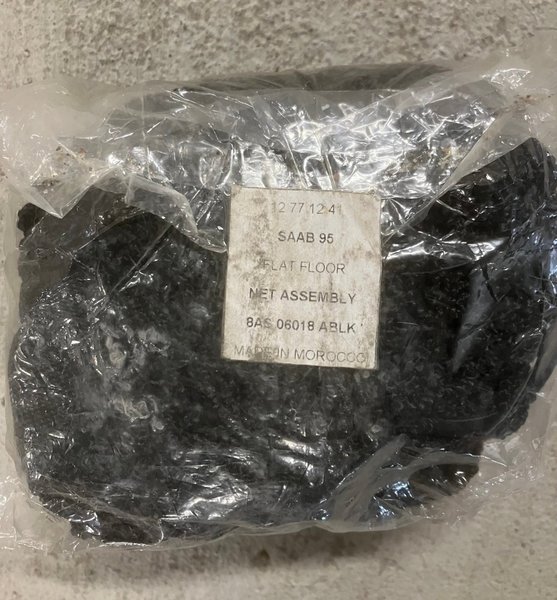 12 77 12 41
SAAB 95
FLAT FLOOR
NET ASSEMBLY
8AS 06018 ABLK
MADE IN MOROCCO